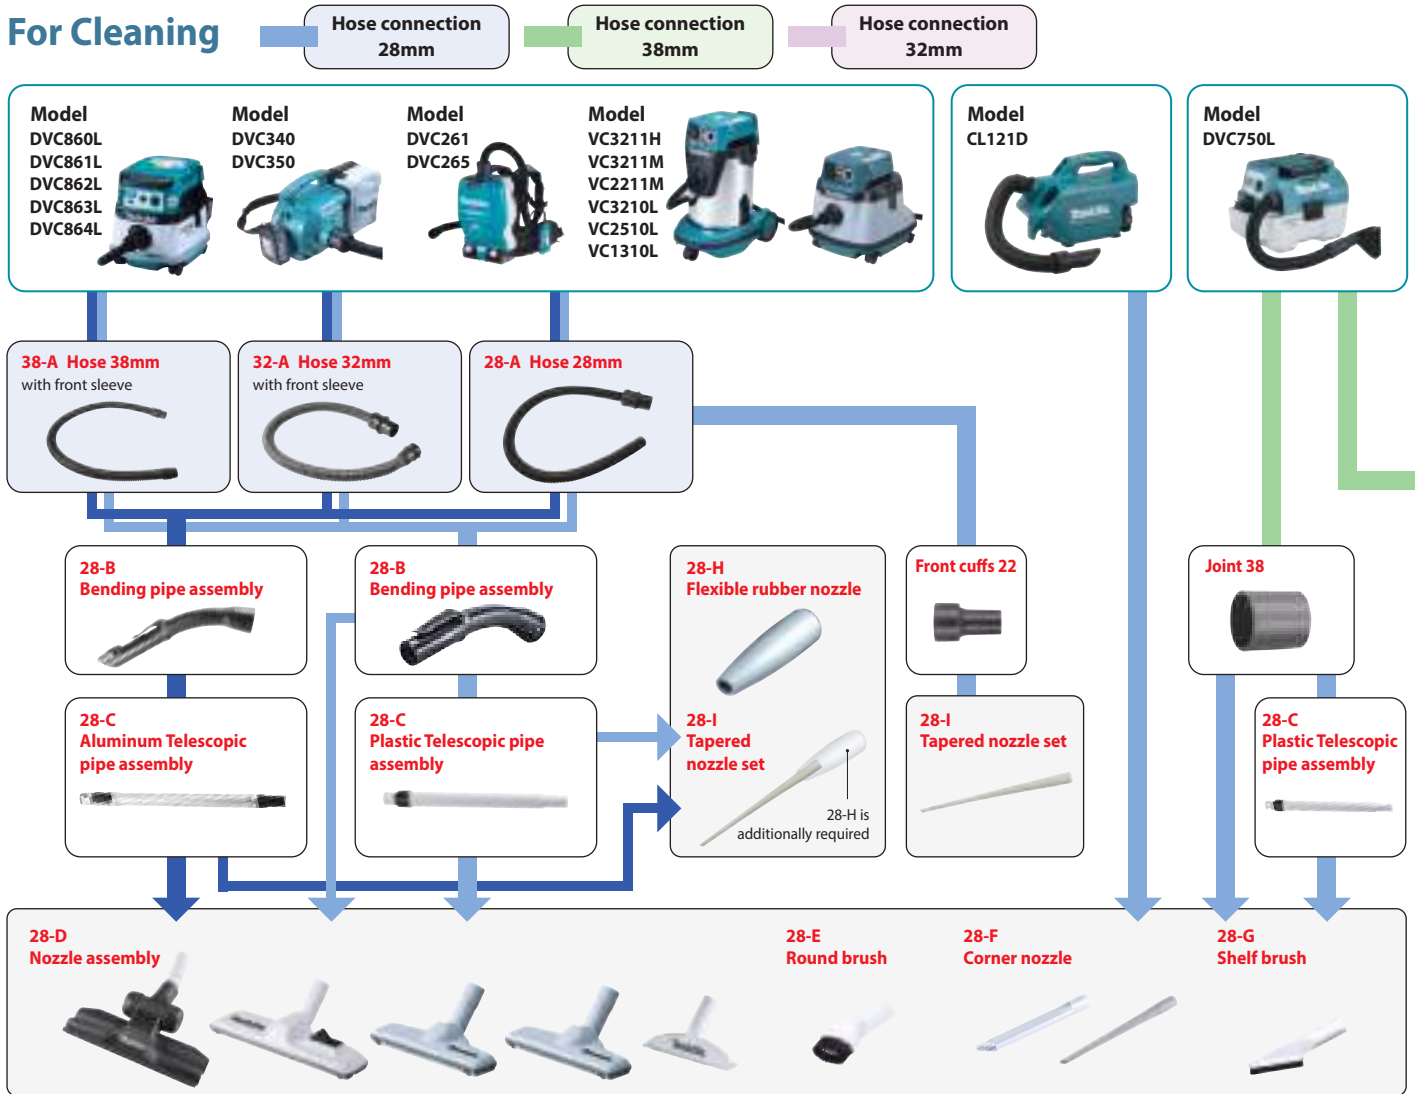 For Cleaning
Hose connection
28mm
Hose connection
38mm
Hose connection
32mm
Model
DVC860L
DVC861L
DVC862L
DVC863L
DVC864L
Model
DVC340
DVC350
Model
DVC261
DVC265
Model
VC3211H
VC3211M
VC2211M
VC3210L
VC2510L
VC1310L
Model
CL121D
Model
DVC750L
38-A Hose 38mm
with front sleeve
32-A Hose 32mm
with front sleeve
28-A Hose 28mm
28-B
Bending pipe assembly
28-B
Bending pipe assembly
28-H
Flexible rubber nozzle
Front cuffs 22
Joint 38
28-C
Aluminum Telescopic
pipe assembly
28-C
Plastic Telescopic pipe
assembly
28-I
Tapered
nozzle set
28-H is
additionally required
28-I
Tapered nozzle set
28-C
Plastic Telescopic
pipe assembly
28-D
Nozzle assembly
28-E
Round brush
28-F
Corner nozzle
28-G
Shelf brush